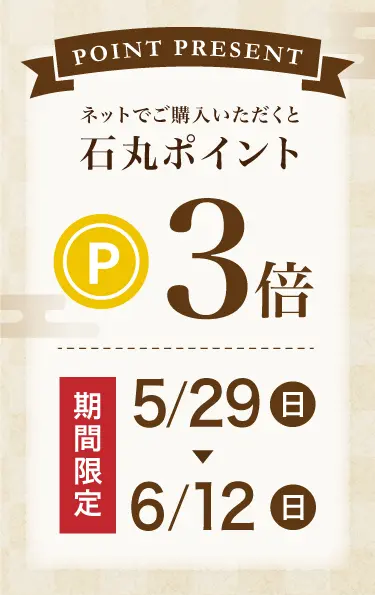 POINT PRESENT
ネットでご購入いただくと
石丸ポイント
P 3倍
期間限定
5/29 日
▼
6/12 日